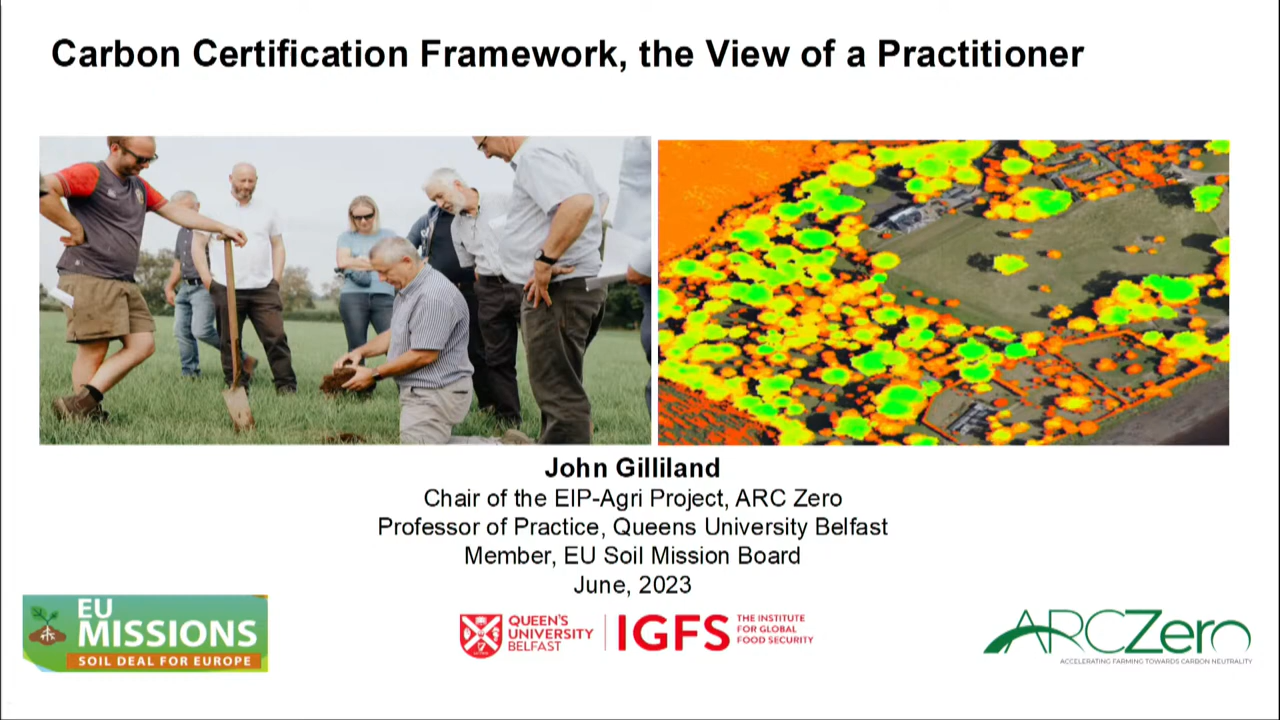 Carbon Certification Framework, the View of a Practitioner
John Gilliland
Chair of the EIP-Agri Project, ARC Zero
Professor of Practice, Queens University Belfast
Member, EU Soil Mission Board
June, 2023
EU
MISSIONS
SOIL DEAL FOR EUROPE
QUEEN'S
UNIVERSITY
BELFAST
IGFS
THE INSTITUTE
FOR GLOBAL
FOOD SECURITY
ARCZero
ACCELERATING FARMING TOWARDS CARBON NEUTRALITY